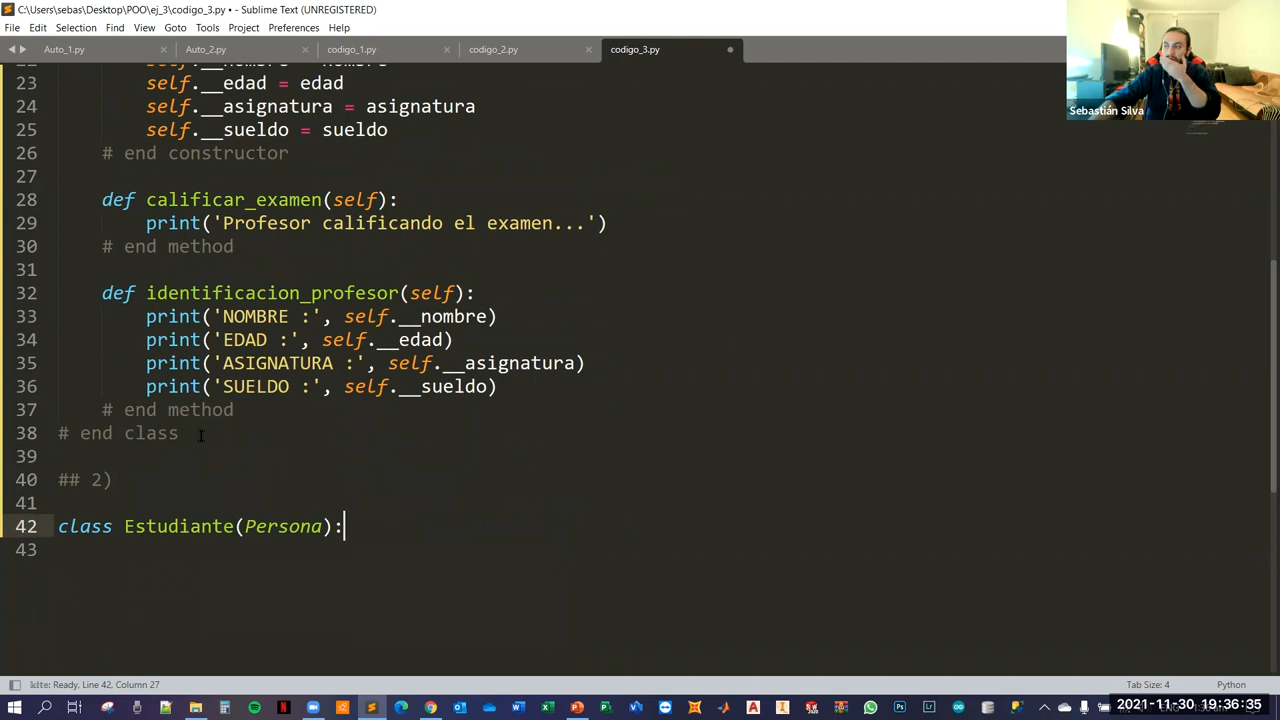 C:\Users\sebas\Desktop\POO\ej_3\codigo_3.py • - Sublime Text (UNREGISTERED)
File Edit Selection Find View Goto Tools Project Preferences Help
Auto_1.py Auto_2.py codigo_1.py codigo_2.py codigo_3.py
Sebastián Silva
23 self.__edad = edad
24 self.__asignatura = asignatura
25 self.__sueldo = sueldo
26 # end constructor
27
28 def calificar_examen(self):
29 print('Profesor calificando el examen...')
30 # end method
31
32 def identificacion_profesor(self):
33 print('NOMBRE :', self.__nombre)
34 print('EDAD :', self.__edad)
35 print('ASIGNATURA :', self.__asignatura)
36 print('SUELDO :', self.__sueldo)
37 # end method
38 # end class
39
40 ## 2)
41
42 class Estudiante(Persona):
43
Ready, Line 42, Column 27
Tab Size: 4 Python
2021-11-30 19:36:35